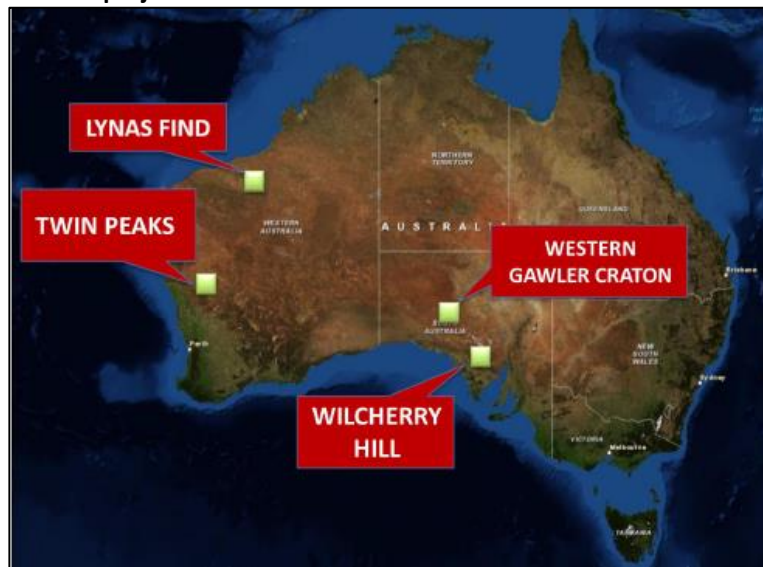 LYNAS FIND
NORTHERN
TERRITORY
TWIN PEAKS
WESTERN
AUSTRALIA
AUSTRALIA
QUEENSLAND
WESTERN
GAWLER CRATON
Brisbane
SOUTH
AUSTRALIA
Perth
NEW
SOUTH
WALES
Sydney
WILCHERRY
HILL
VICTORIA
Melbourne
TASMANIA